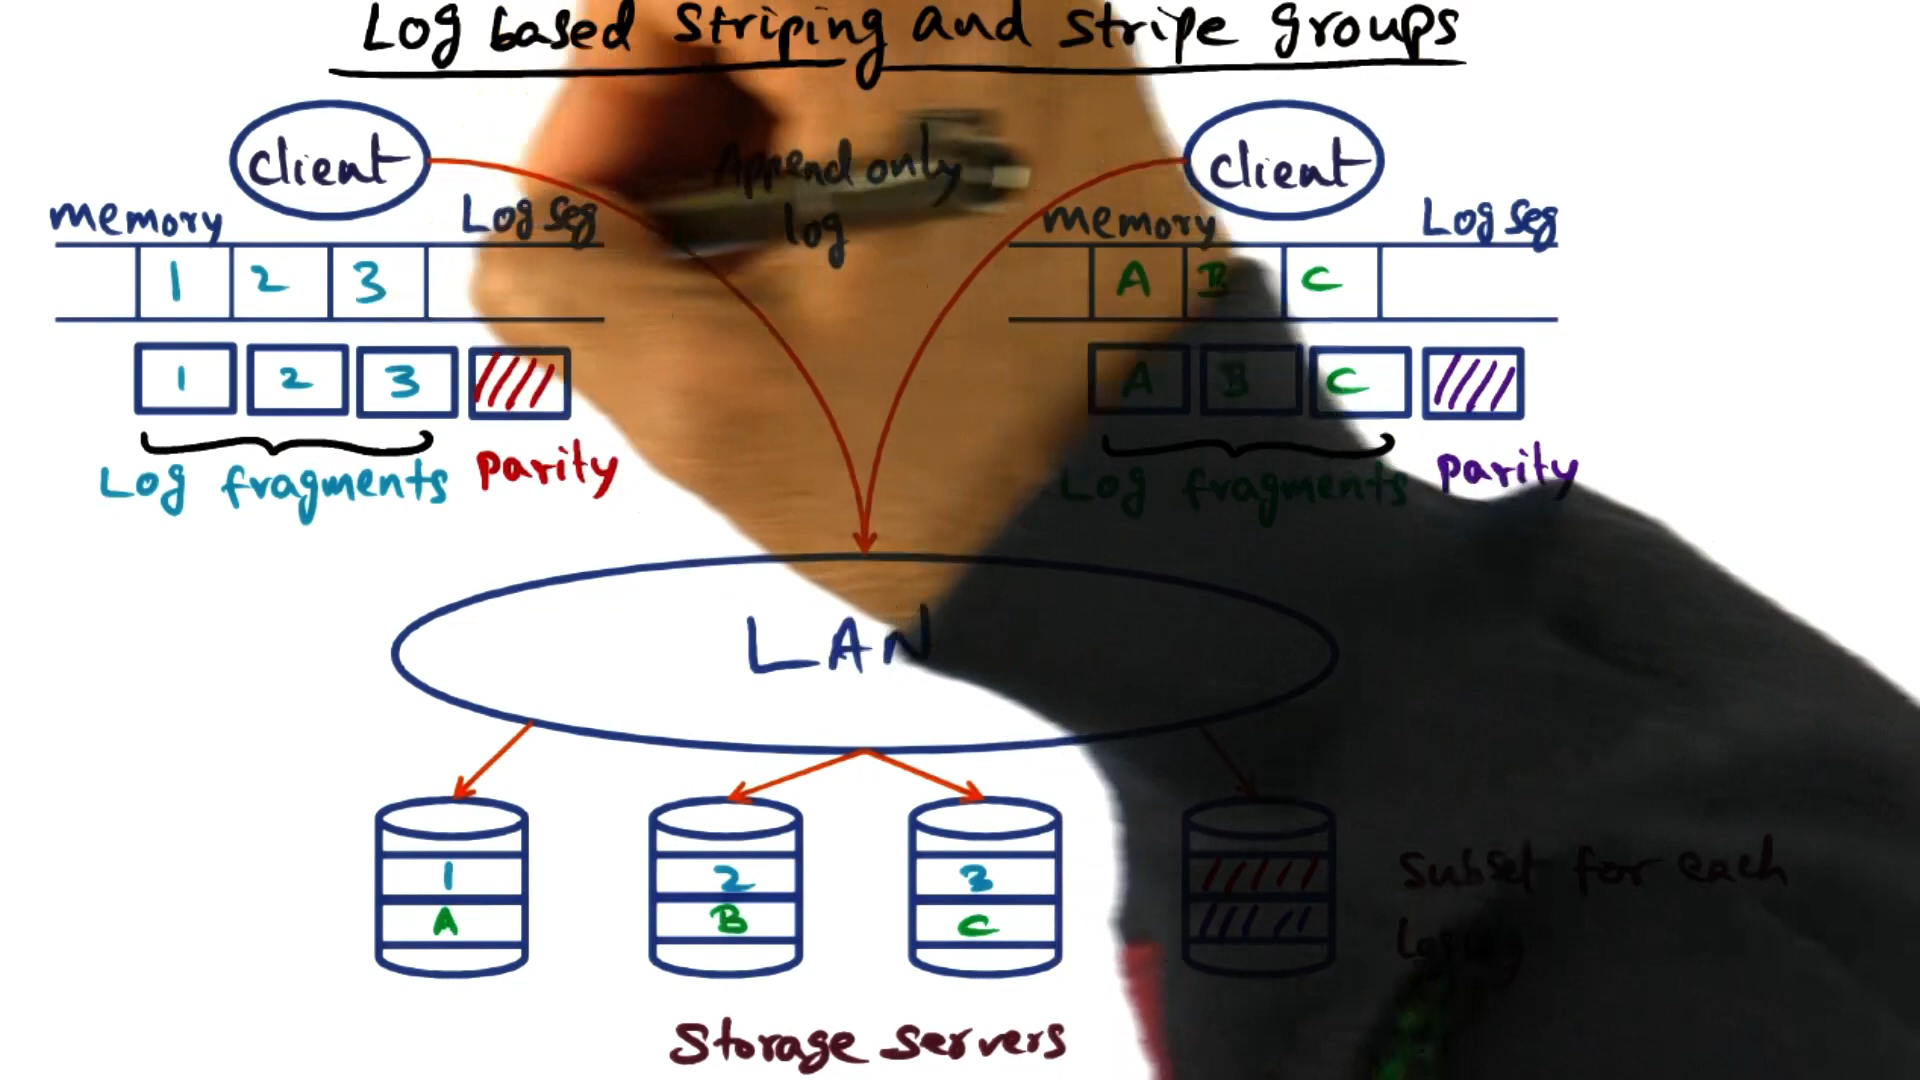 Log based striping and stripe groups
client
Append only
log
client
memory
Log seg
memory
Log seg
1 2 3
A B C
1 2 3
A B C
Log fragments
parity
Log fragments
parity
LAN
1 2 3
A B C
Subset for each
Storage servers